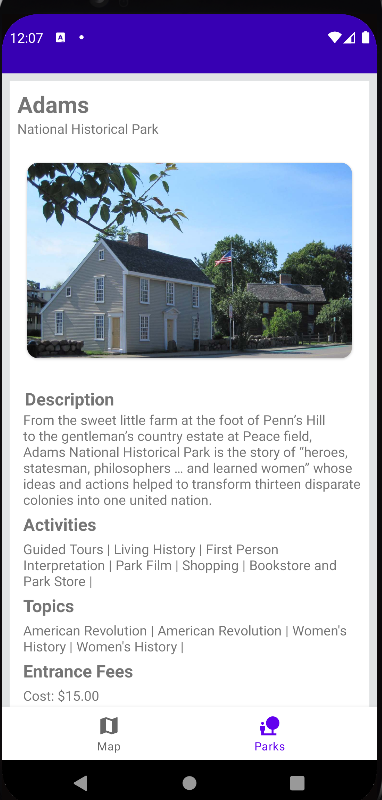 12:07
A
Adams
National Historical Park
Description
From the sweet little farm at the foot of Penn’s Hill
to the gentleman’s country estate at Peace field,
Adams National Historical Park is the story of “heroes,
statesman, philosophers … and learned women” whose
ideas and actions helped to transform thirteen disparate
colonies into one united nation.
Activities
Guided Tours | Living History | First Person
Interpretation | Park Film | Shopping | Bookstore and
Park Store |
Topics
American Revolution | American Revolution | Women's
History | Women's History |
Entrance Fees
Cost: $15.00
Map
Parks